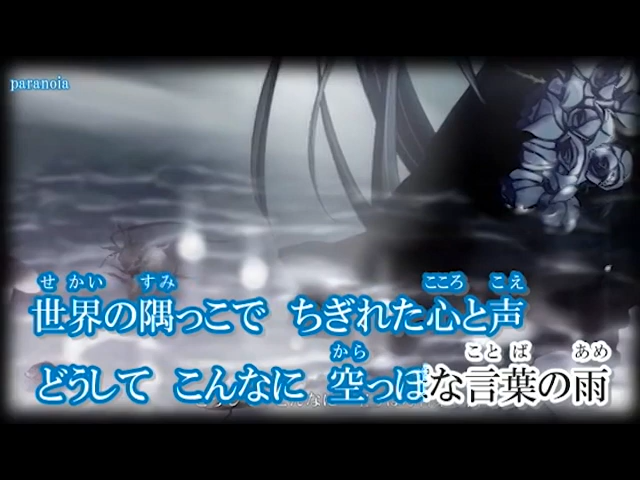 paranoia
せかい すみ こころ こえ
世界の隅っこで ちぎれた心と声
から ことば あめ
どうして こんなに 空っぽな言葉の雨